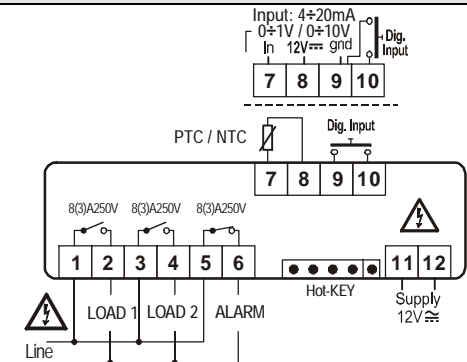 Input: 4÷20mA
0÷1V / 0÷10V
In 12V⎓ gnd
Dig.
Input
7 8 9 10
PTC / NTC
Dig. Input
7 8 9 10
8(3)A250V 8(3)A250V 8(3)A250V
1 2 3 4 5 6
11 12
Hot-KEY
LOAD 1 LOAD 2 ALARM
Supply
12V≂
Line